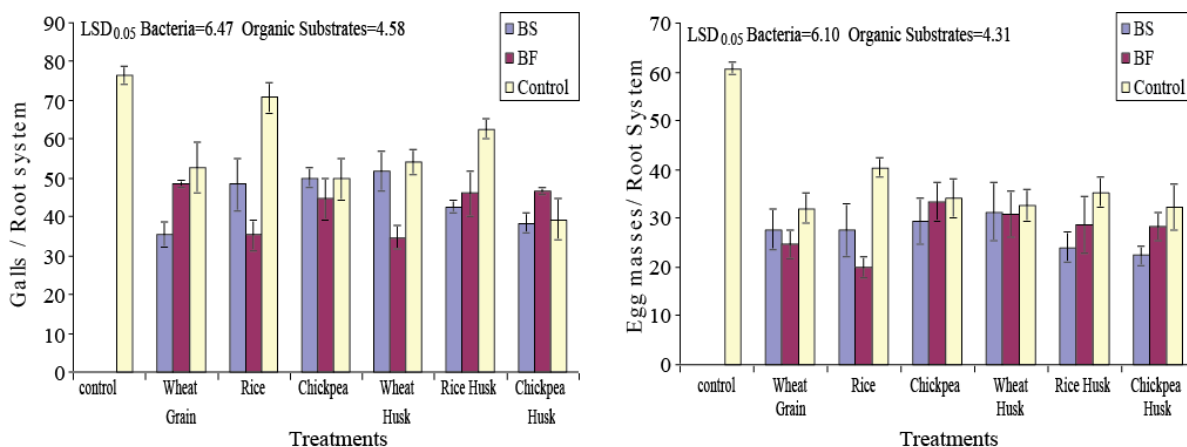 LSD0.05 Bacteria=6.47 Organic Substrates=4.58
BS
BF
Control
Galls / Root system
90
80
70
60
50
40
30
20
10
0
control
Wheat Grain
Rice
Chickpea
Wheat Husk
Rice Husk
Chickpea Husk
Treatments
LSD0.05 Bacteria=6.10 Organic Substrates=4.31
BS
BF
Control
Egg masses/ Root System
70
60
50
40
30
20
10
0
control
Wheat Grain
Rice
Chickpea
Wheat Husk
Rice Husk
Chickpea Husk
Treatments